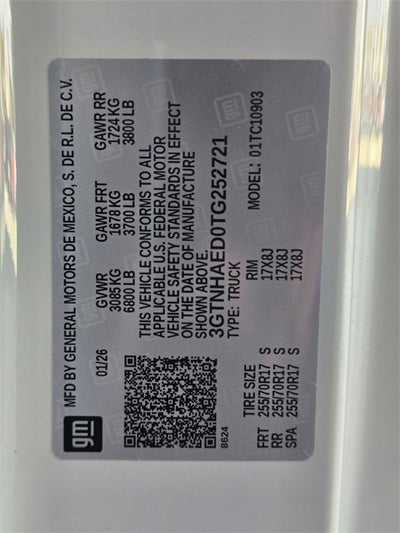 gm
MFD BY GENERAL MOTORS DE MEXICO, S. DE R.L. DE C.V.
01/26
GVWR
3085 KG
6800 LB
GAWR FRT
1678 KG
3700 LB
GAWR RR
1724 KG
3800 LB
THIS VEHICLE CONFORMS TO ALL
APPLICABLE U.S. FEDERAL MOTOR
VEHICLE SAFETY STANDARDS IN EFFECT
ON THE DATE OF MANUFACTURE
SHOWN ABOVE.
3GTNHAED0TG252721
TYPE: TRUCK
MODEL: 01TC10903
8624
TIRE SIZE RIM
FRT 255/70R17 S 17X8J
RR 255/70R17 S 17X8J
SPA 255/70R17 S 17X8J